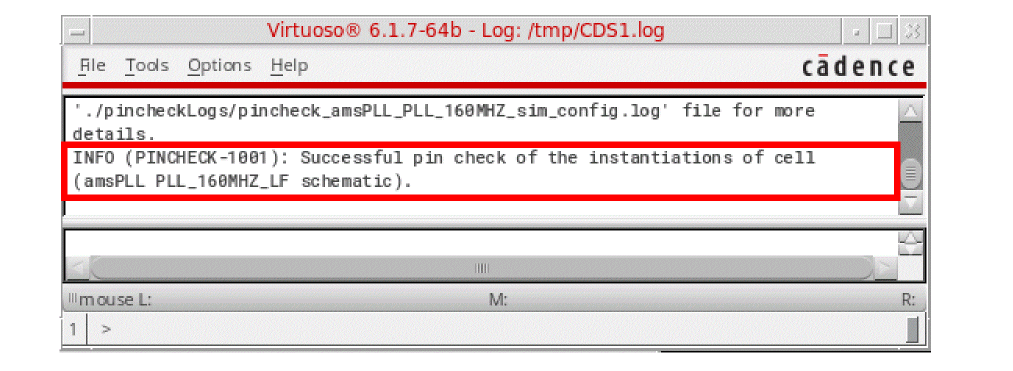 Virtuoso® 6.1.7-64b - Log: /tmp/CDS1.log
File Tools Options Help cādence
'./pincheckLogs/pincheck_amsPLL_PLL_160MHZ_sim_config.log' file for more
details.
INFO (PINCHECK-1001): Successful pin check of the instantiations of cell
(amsPLL PLL_160MHZ_LF schematic).
mouse L: M: R:
1 >